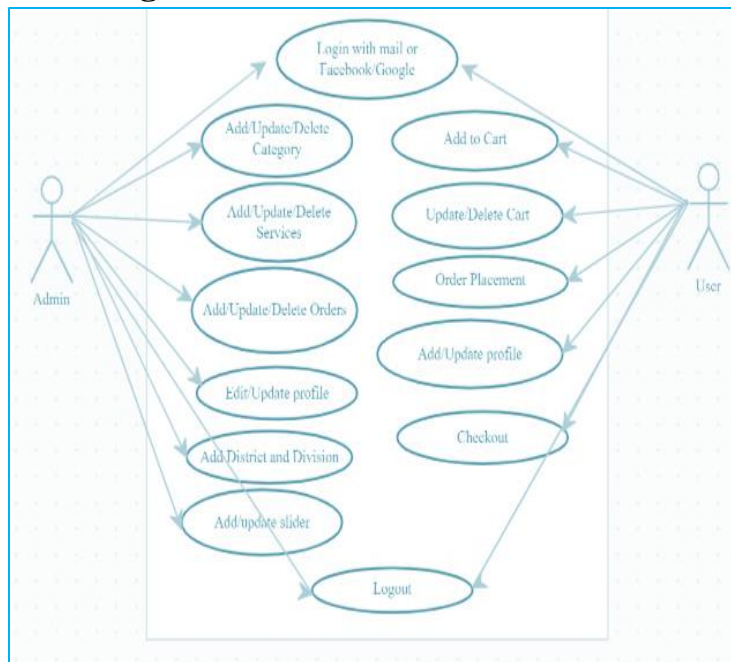 Login with mail or
Facebook/Google
Add/Update/Delete
Category
Add to Cart
Add/Update/Delete
Services
Update/Delete Cart
Admin
User
Order Placement
Add/Update/Delete Orders
Add/Update profile
Edit/Update profile
Checkout
Add District and Division
Add/update slider
Logout